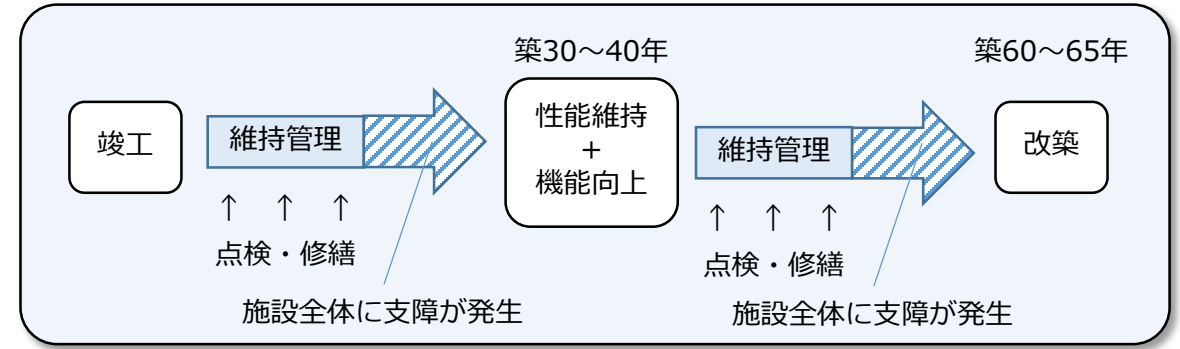 築30～40年
築60～65年
竣工
維持管理
性能維持
+
機能向上
維持管理
改築
↑ ↑ ↑
点検・修繕
↑ ↑ ↑
点検・修繕
施設全体に支障が発生
施設全体に支障が発生